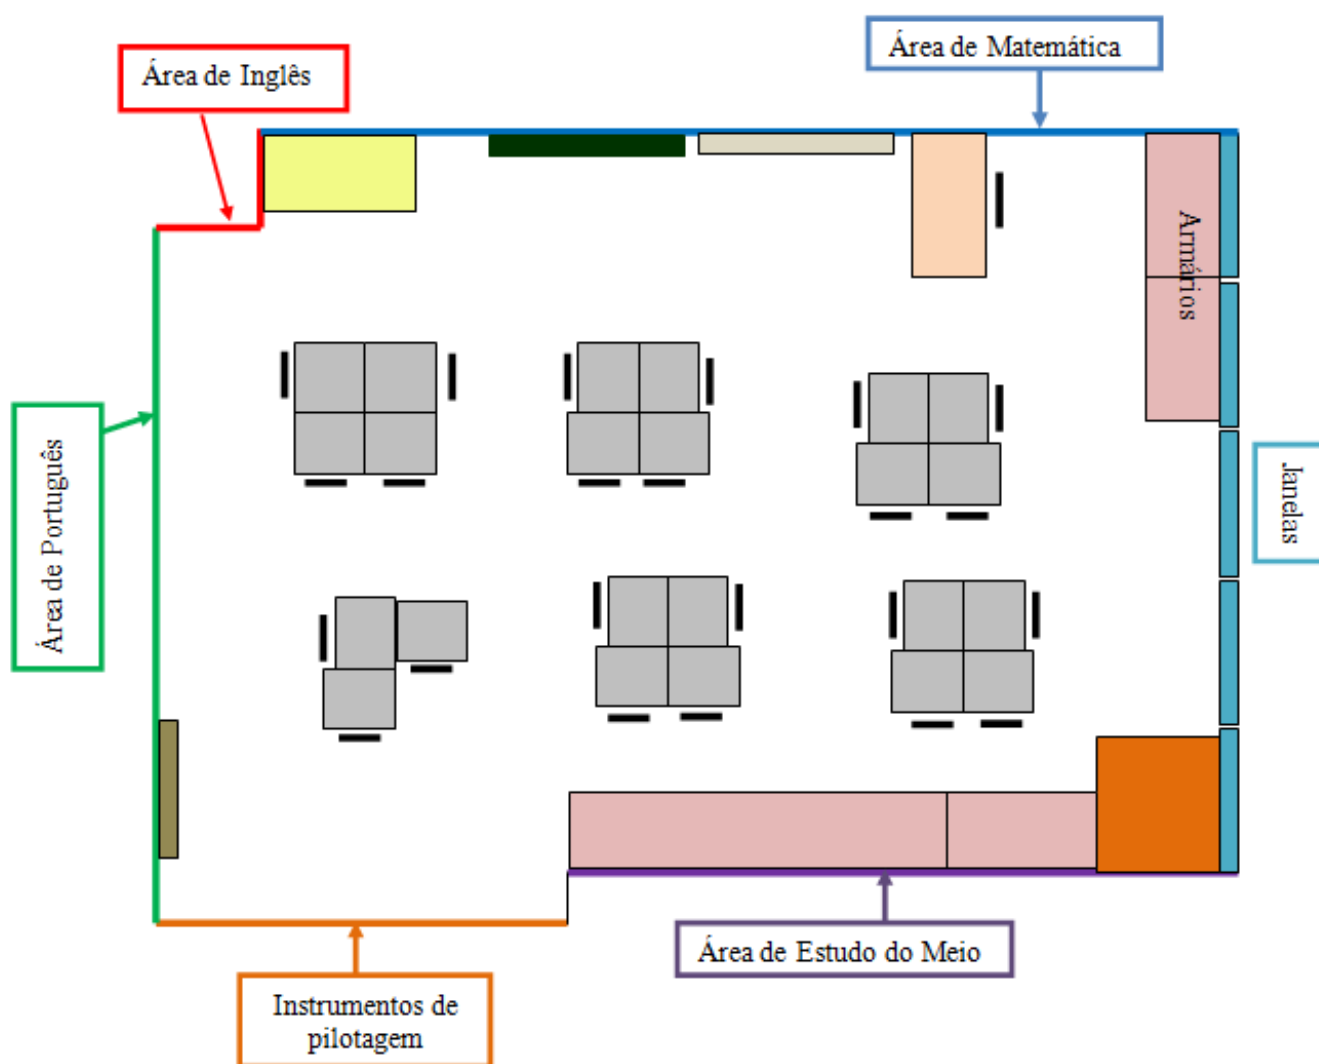 Área de Matemática
Área de Inglês
Armários
Área de Português
Janelas
Área de Estudo do Meio
Instrumentos de
pilotagem